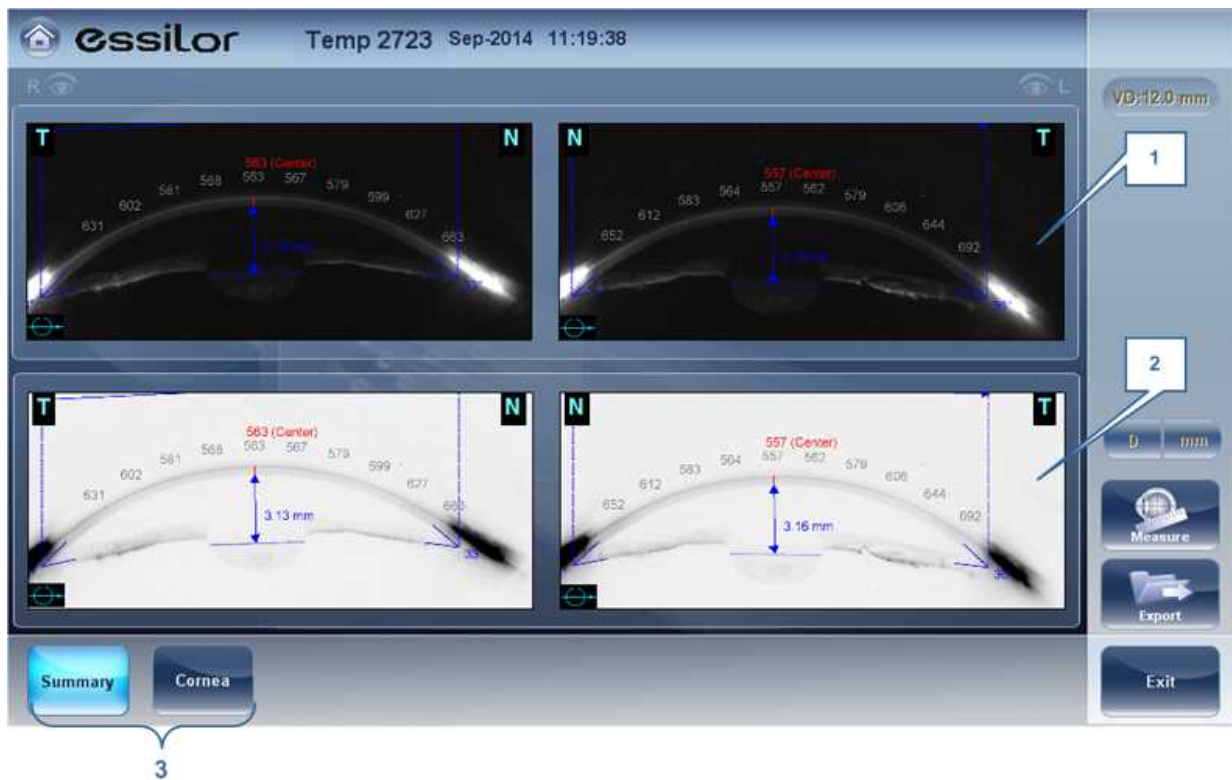 essilor Temp 2723 Sep-2014 11:19:38
R L
VD:12.0 mm
T N
563 (Center)
631 602 581 568 563 567 579 599 627 663
N T
557 (Center)
652 612 583 564 557 562 579 606 644 692
1
T N
563 (Center)
631 602 581 568 563 567 579 599 627 663
3.13 mm
N T
557 (Center)
652 612 583 564 557 562 579 606 644 692
3.16 mm
2
D mm
Measure
Export
Summary Cornea Exit
3